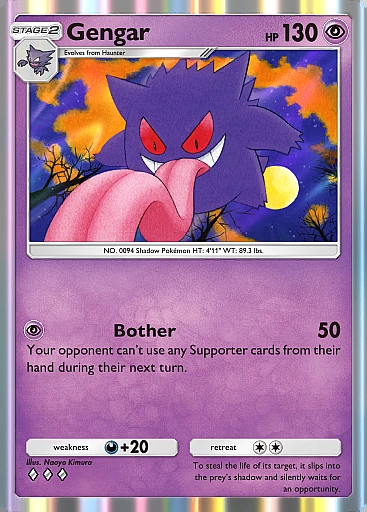 STAGE 2
Gengar
HP 130
Evolves from Haunter
NO. 0094 Shadow Pokémon HT: 4'11" WT: 89.3 lbs.
Bother 50
Your opponent can't use any Supporter cards from their
hand during their next turn.
weakness +20
retreat
Illus. Naoyo Kimura
To steal the life of its target, it slips into
the prey's shadow and silently waits for
an opportunity.